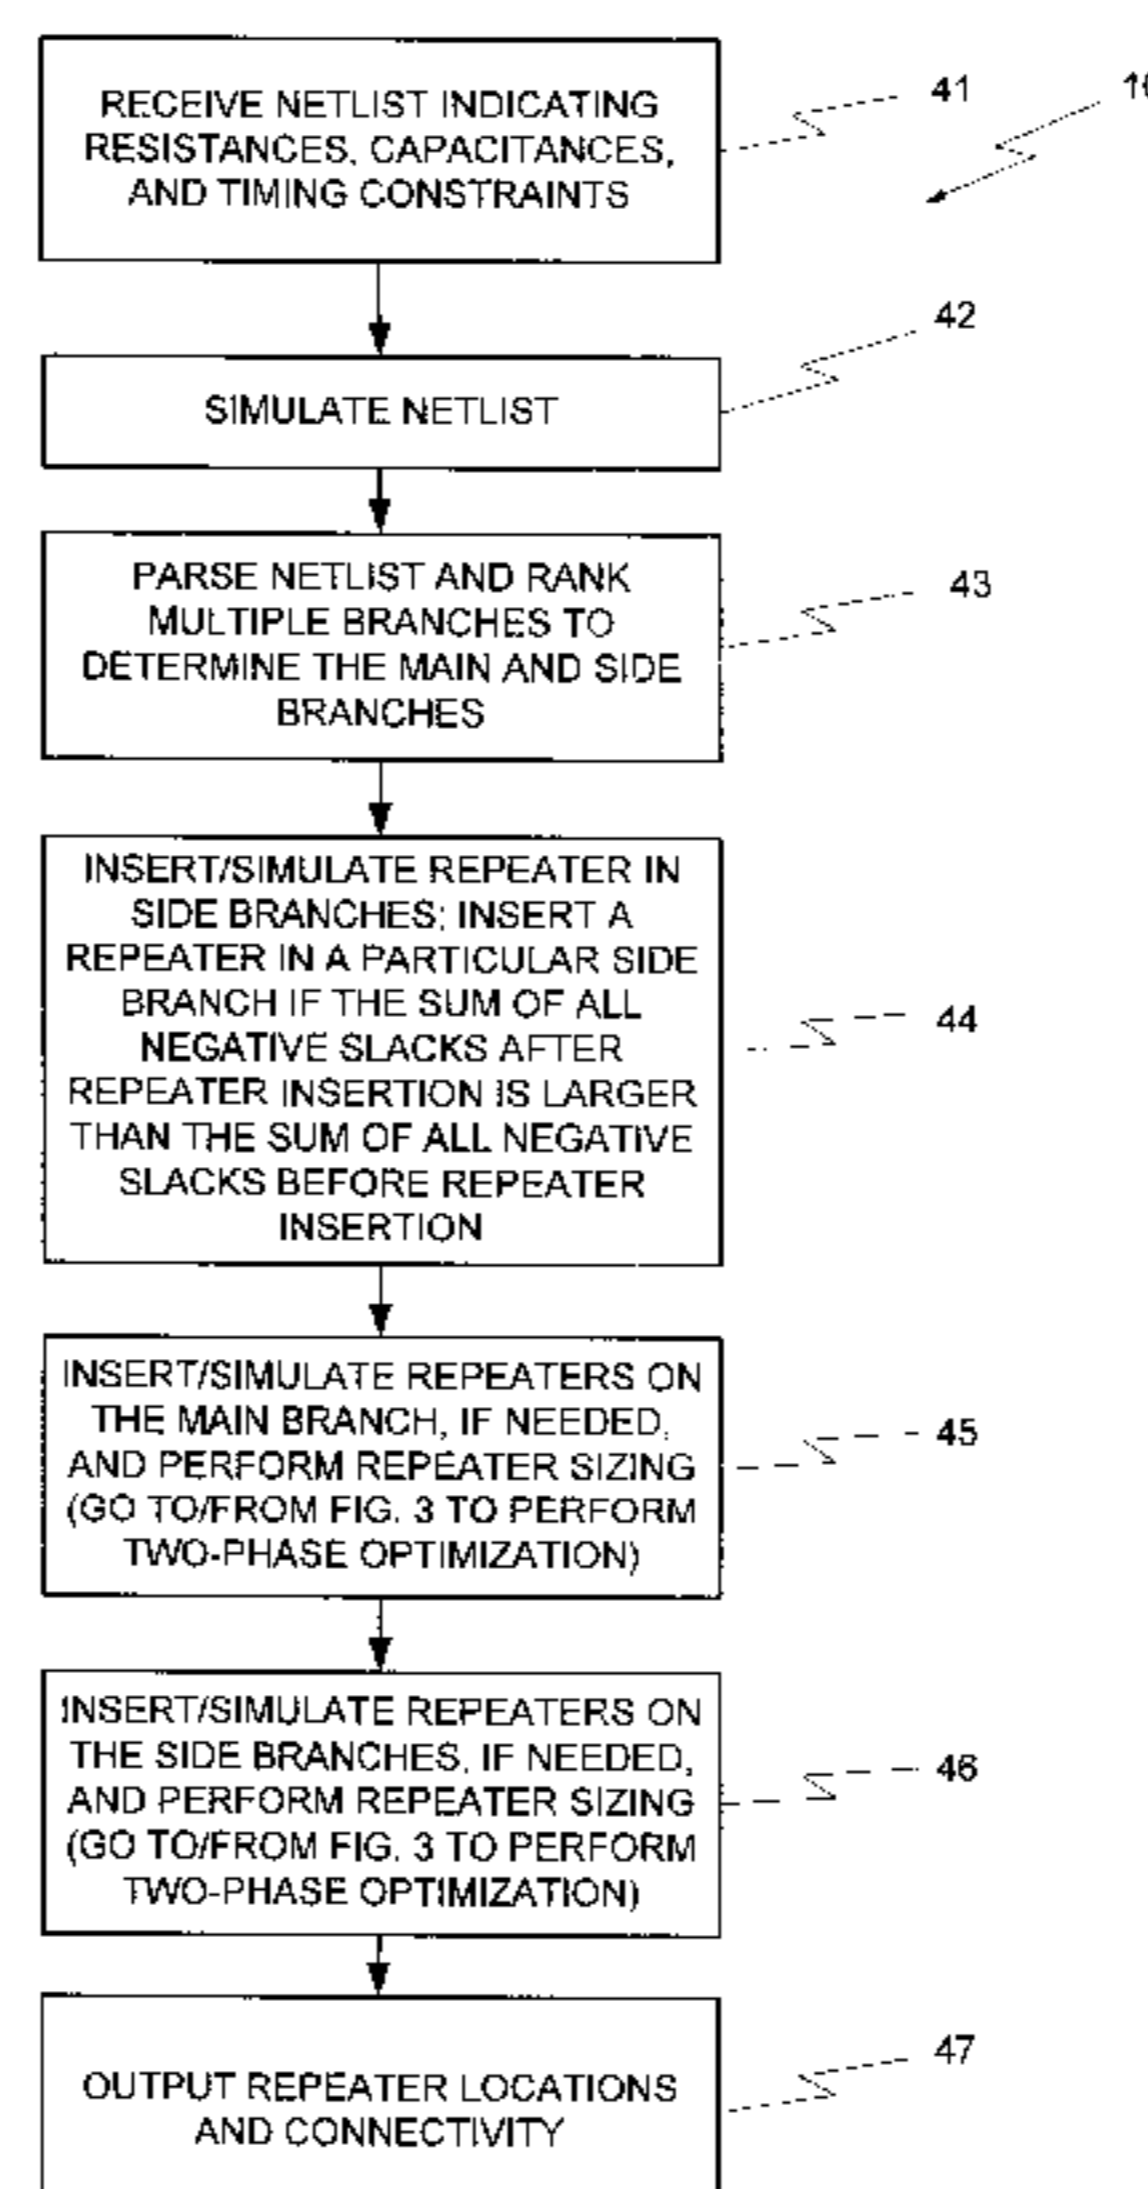 RECEIVE NETLIST INDICATING
RESISTANCES, CAPACITANCES,
AND TIMING CONSTRAINTS
41
SIMULATE NETLIST
42
PARSE NETLIST AND RANK
MULTIPLE BRANCHES TO
DETERMINE THE MAIN AND SIDE
BRANCHES
43
INSERT/SIMULATE REPEATER IN
SIDE BRANCHES; INSERT A
REPEATER IN A PARTICULAR SIDE
BRANCH IF THE SUM OF ALL
NEGATIVE SLACKS AFTER
REPEATER INSERTION IS LARGER
THAN THE SUM OF ALL NEGATIVE
SLACKS BEFORE REPEATER
INSERTION
44
INSERT/SIMULATE REPEATERS ON
THE MAIN BRANCH, IF NEEDED,
AND PERFORM REPEATER SIZING
(GO TO/FROM FIG. 3 TO PERFORM
TWO-PHASE OPTIMIZATION)
45
INSERT/SIMULATE REPEATERS ON
THE SIDE BRANCHES, IF NEEDED,
AND PERFORM REPEATER SIZING
(GO TO/FROM FIG. 3 TO PERFORM
TWO-PHASE OPTIMIZATION)
46
OUTPUT REPEATER LOCATIONS
AND CONNECTIVITY
47